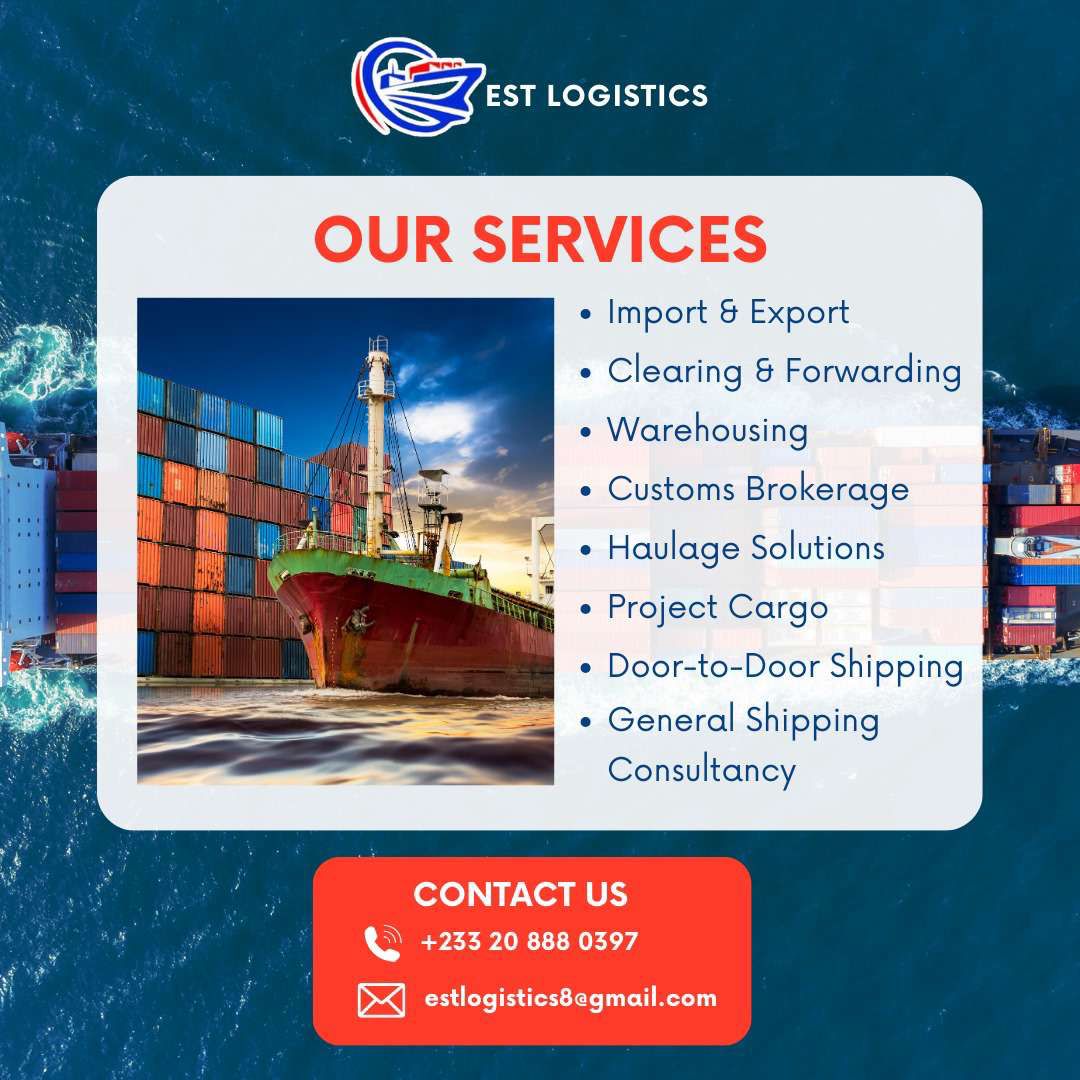 EST LOGISTICS
OUR SERVICES
• Import & Export
• Clearing & Forwarding
• Warehousing
• Customs Brokerage
• Haulage Solutions
• Project Cargo
• Door-to-Door Shipping
• General Shipping
Consultancy
CONTACT US
+233 20 888 0397
estlogistics8@gmail.com